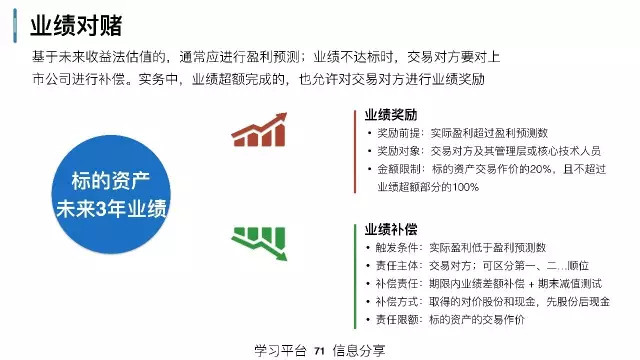 业绩对赌
基于未来收益法估值的，通常应进行盈利预测；业绩不达标时，交易对方要对上
市公司进行补偿。实务中，业绩超额完成的，也允许对交易对方进行业绩奖励
标的资产
未来3年业绩
业绩奖励
• 奖励前提：实际盈利超过盈利预测数
• 奖励对象：交易对方及其管理层或核心技术人员
• 金额限制：标的资产交易作价的20%，且不超过
业绩超额部分的100%
业绩补偿
• 触发条件：实际盈利低于盈利预测数
• 责任主体：交易对方；可区分第一、二…顺位
• 补偿责任：期限内业绩差额补偿 + 期末减值测试
• 补偿方式：取得的对价股份和现金，先股份后现金
• 责任限额：标的资产的交易作价
学习平台 71 信息分享